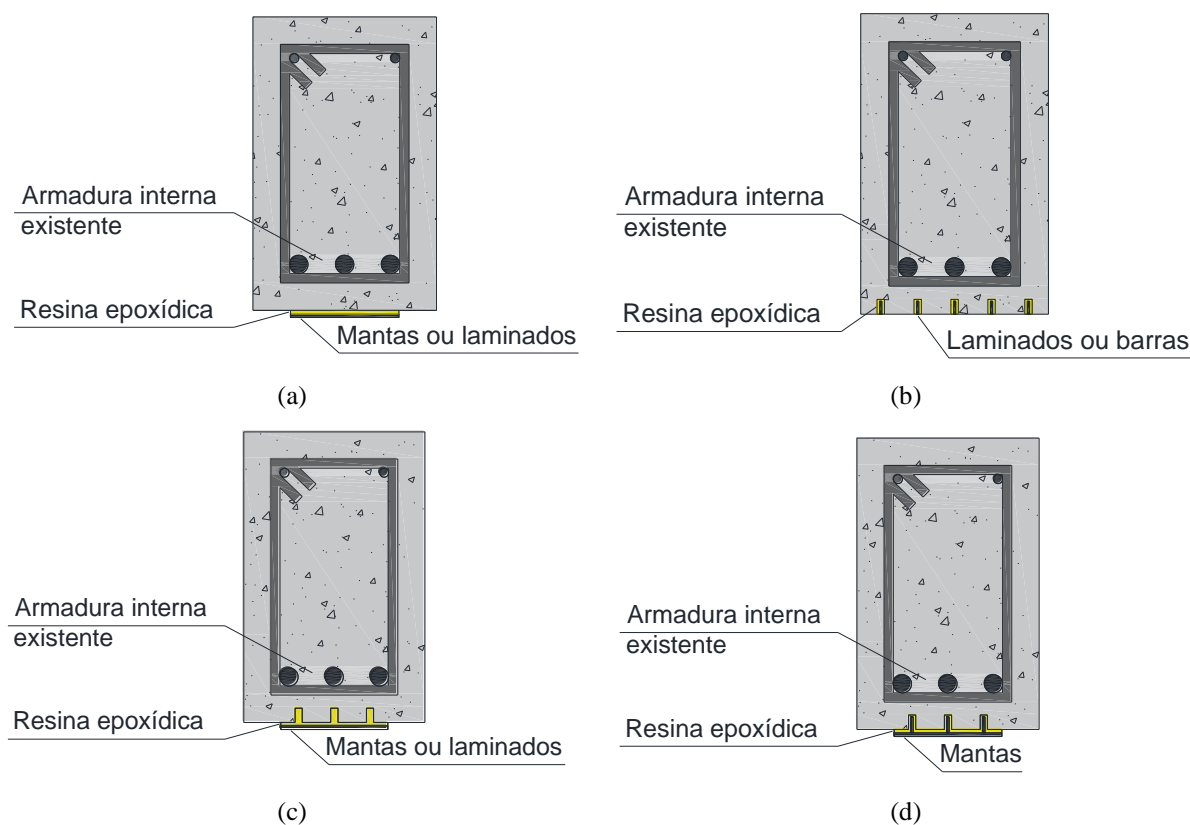 Armadura interna
existente
Resina epoxídica
Mantas ou laminados
(a)
Armadura interna
existente
Resina epoxídica
Laminados ou barras
(b)
Armadura interna
existente
Resina epoxídica
Mantas ou laminados
(c)
Armadura interna
existente
Resina epoxídica
Mantas
(d)